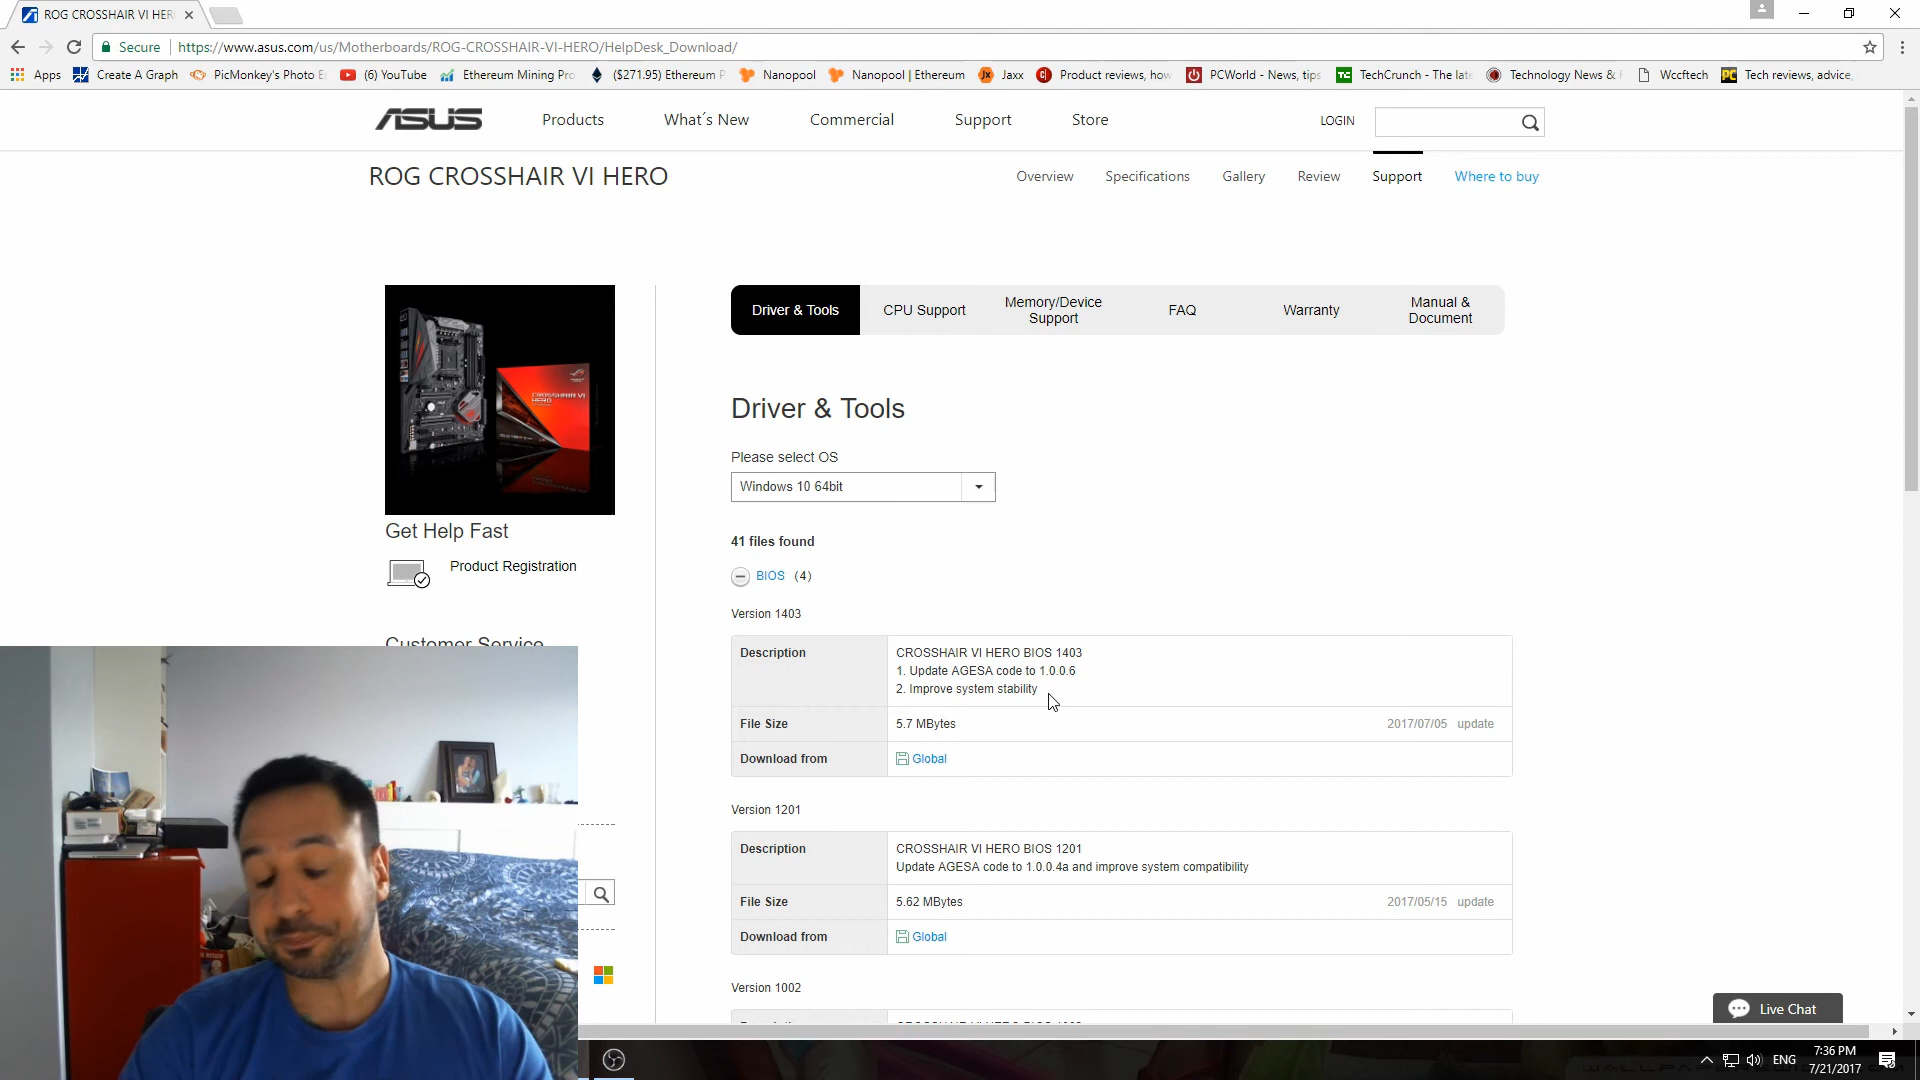 ROG CROSSHAIR VI HER
Secure https://www.asus.com/us/Motherboards/ROG-CROSSHAIR-VI-HERO/HelpDesk_Download/
Apps Create A Graph PicMonkey's Photo E (6) YouTube Ethereum Mining Pro ($271.95) Ethereum P Nanopool Nanopool | Ethereum Jaxx Product reviews, how PCWorld - News, tips TechCrunch - The late Technology News & Wccftech Tech reviews, advice,
ASUS Products What´s New Commercial Support Store LOGIN
ROG CROSSHAIR VI HERO Overview Specifications Gallery Review Support Where to buy
Driver & Tools CPU Support Memory/Device Support FAQ Warranty Manual & Document
CROSSHAIR VI
HERO
Driver & Tools
Please select OS
Windows 10 64bit
Get Help Fast
41 files found
Product Registration
BIOS (4)
Version 1403
Customer Service
Description CROSSHAIR VI HERO BIOS 1403
1. Update AGESA code to 1.0.0.6
2. Improve system stability
File Size 5.7 MBytes 2017/07/05 update
Download from Global
Version 1201
Description CROSSHAIR VI HERO BIOS 1201
Update AGESA code to 1.0.0.4a and improve system compatibility
File Size 5.62 MBytes 2017/05/15 update
Download from Global
Version 1002
Live Chat
ENG 7:36 PM
7/21/2017